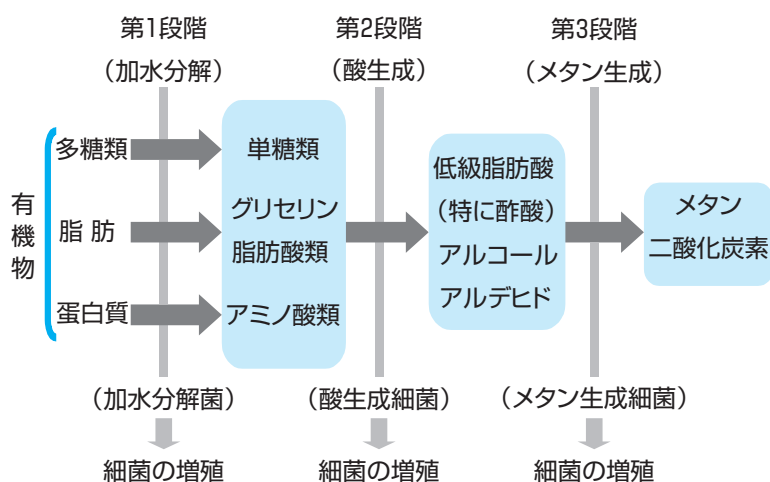 第1段階
(加水分解)
第2段階
(酸生成)
第3段階
(メタン生成)
有機物
多糖類
脂肪
蛋白質
単糖類
グリセリン
脂肪酸類
アミノ酸類
低級脂肪酸
(特に酢酸)
アルコール
アルデヒド
メタン
二酸化炭素
(加水分解菌)
(酸生成細菌)
(メタン生成細菌)
細菌の増殖
細菌の増殖
細菌の増殖